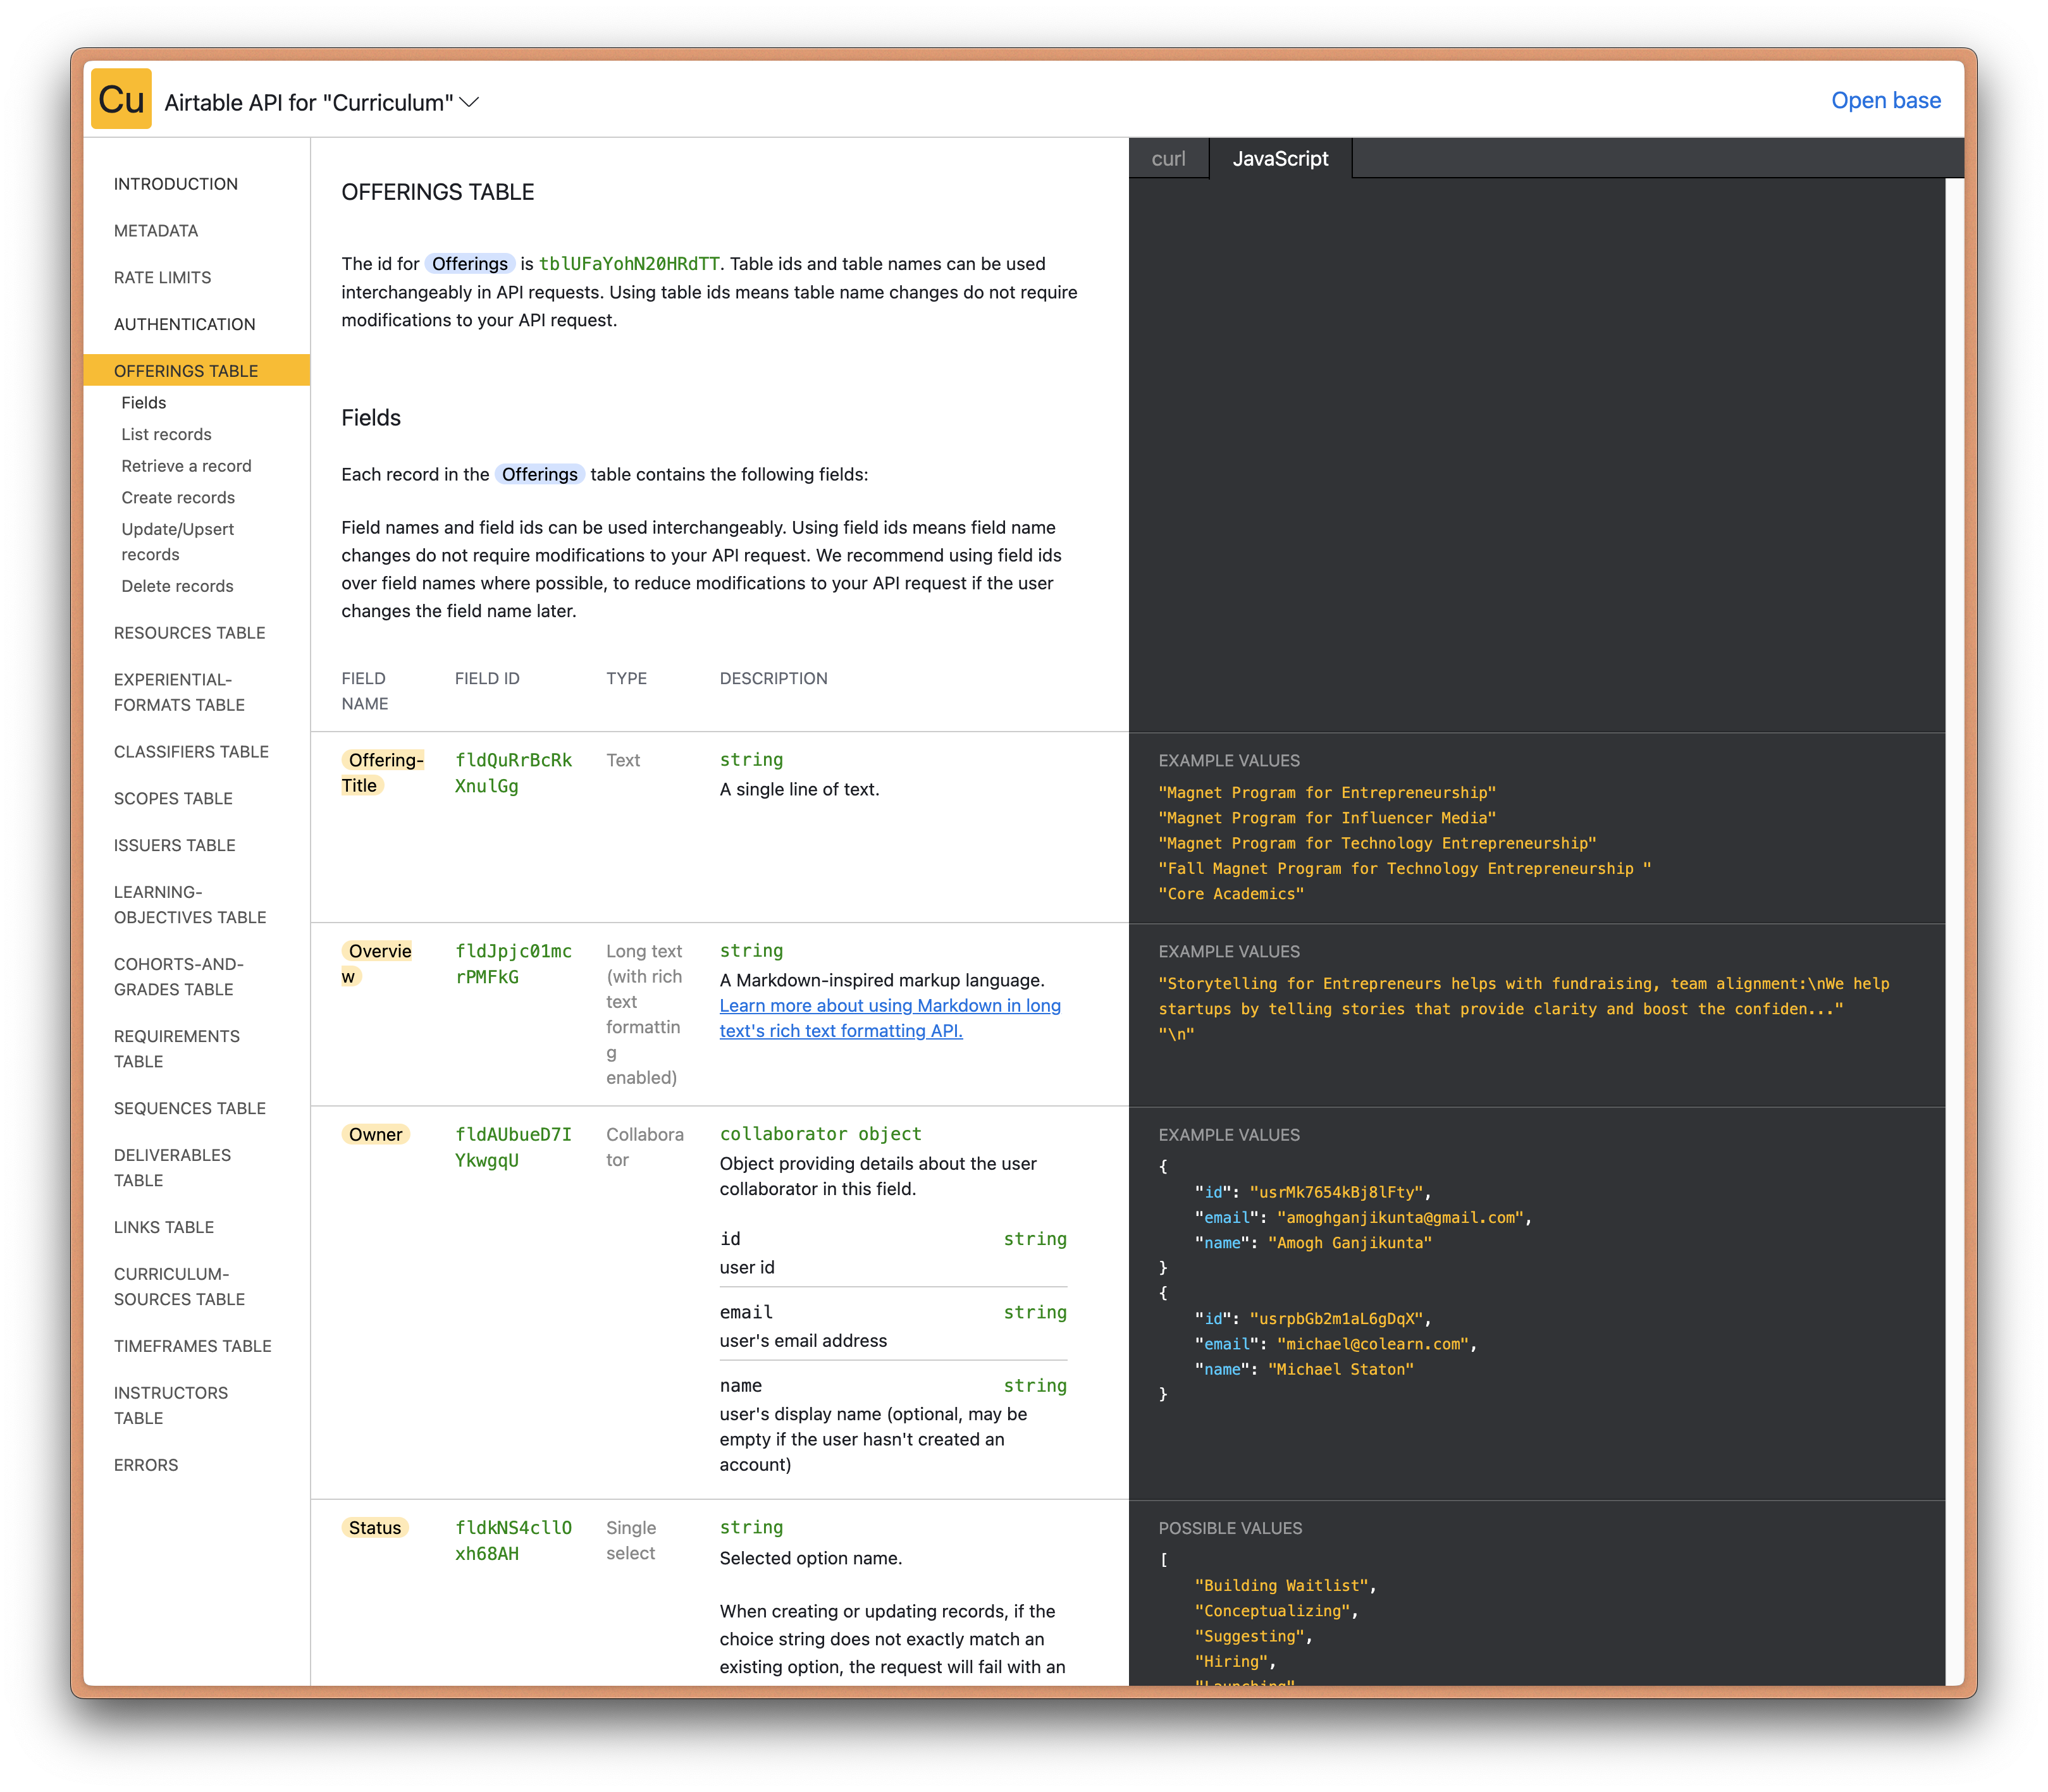 Cu
Airtable API for "Curriculum"
Open base
INTRODUCTION
METADATA
RATE LIMITS
AUTHENTICATION
OFFERINGS TABLE
Fields
List records
Retrieve a record
Create records
Update/Upsert
records
Delete records
RESOURCES TABLE
EXPERIENTIAL-
FORMATS TABLE
CLASSIFIERS TABLE
SCOPES TABLE
ISSUERS TABLE
LEARNING-
OBJECTIVES TABLE
COHORTS-AND-
GRADES TABLE
REQUIREMENTS
TABLE
SEQUENCES TABLE
DELIVERABLES
TABLE
LINKS TABLE
CURRICULUM-
SOURCES TABLE
TIMEFRAMES TABLE
INSTRUCTORS
TABLE
ERRORS
OFFERINGS TABLE
The id for Offerings is tblUFaYohN20HRdTT. Table ids and table names can be used
interchangeably in API requests. Using table ids means table name changes do not require
modifications to your API request.
Fields
Each record in the Offerings table contains the following fields:
Field names and field ids can be used interchangeably. Using field ids means field name
changes do not require modifications to your API request. We recommend using field ids
over field names where possible, to reduce modifications to your API request if the user
changes the field name later.
FIELD
NAME
FIELD ID
TYPE
DESCRIPTION
Offering-
Title
fldQuRrBcRk
XnulGg
Text
string
A single line of text.
Overvie
w
fldJpjc01mc
rPMFkG
Long text
(with rich
text
formattin
g
enabled)
string
A Markdown-inspired markup language.
Learn more about using Markdown in long
text's rich text formatting API.
Owner
fldAUbueD7I
YkwgqU
Collabora
tor
collaborator object
Object providing details about the user
collaborator in this field.
id string
user id
email string
user's email address
name string
user's display name (optional, may be
empty if the user hasn't created an
account)
Status
fldkNS4cllO
xh68AH
Single
select
string
Selected option name.
When creating or updating records, if the
choice string does not exactly match an
existing option, the request will fail with an
curl
JavaScript
EXAMPLE VALUES
"Magnet Program for Entrepreneurship"
"Magnet Program for Influencer Media"
"Magnet Program for Technology Entrepreneurship"
"Fall Magnet Program for Technology Entrepreneurship "
"Core Academics"
EXAMPLE VALUES
"Storytelling for Entrepreneurs helps with fundraising, team alignment:\nWe help
startups by telling stories that provide clarity and boost the confiden..."
"\n"
EXAMPLE VALUES
{
"id": "usrMk7654kBj8lFty",
"email": "amoghganjikunta@gmail.com",
"name": "Amogh Ganjikunta"
}
{
"id": "usrpbGb2m1aL6gDqX",
"email": "michael@colearn.com",
"name": "Michael Staton"
}
POSSIBLE VALUES
[
"Building Waitlist",
"Conceptualizing",
"Suggesting",
"Hiring",
"Launching"